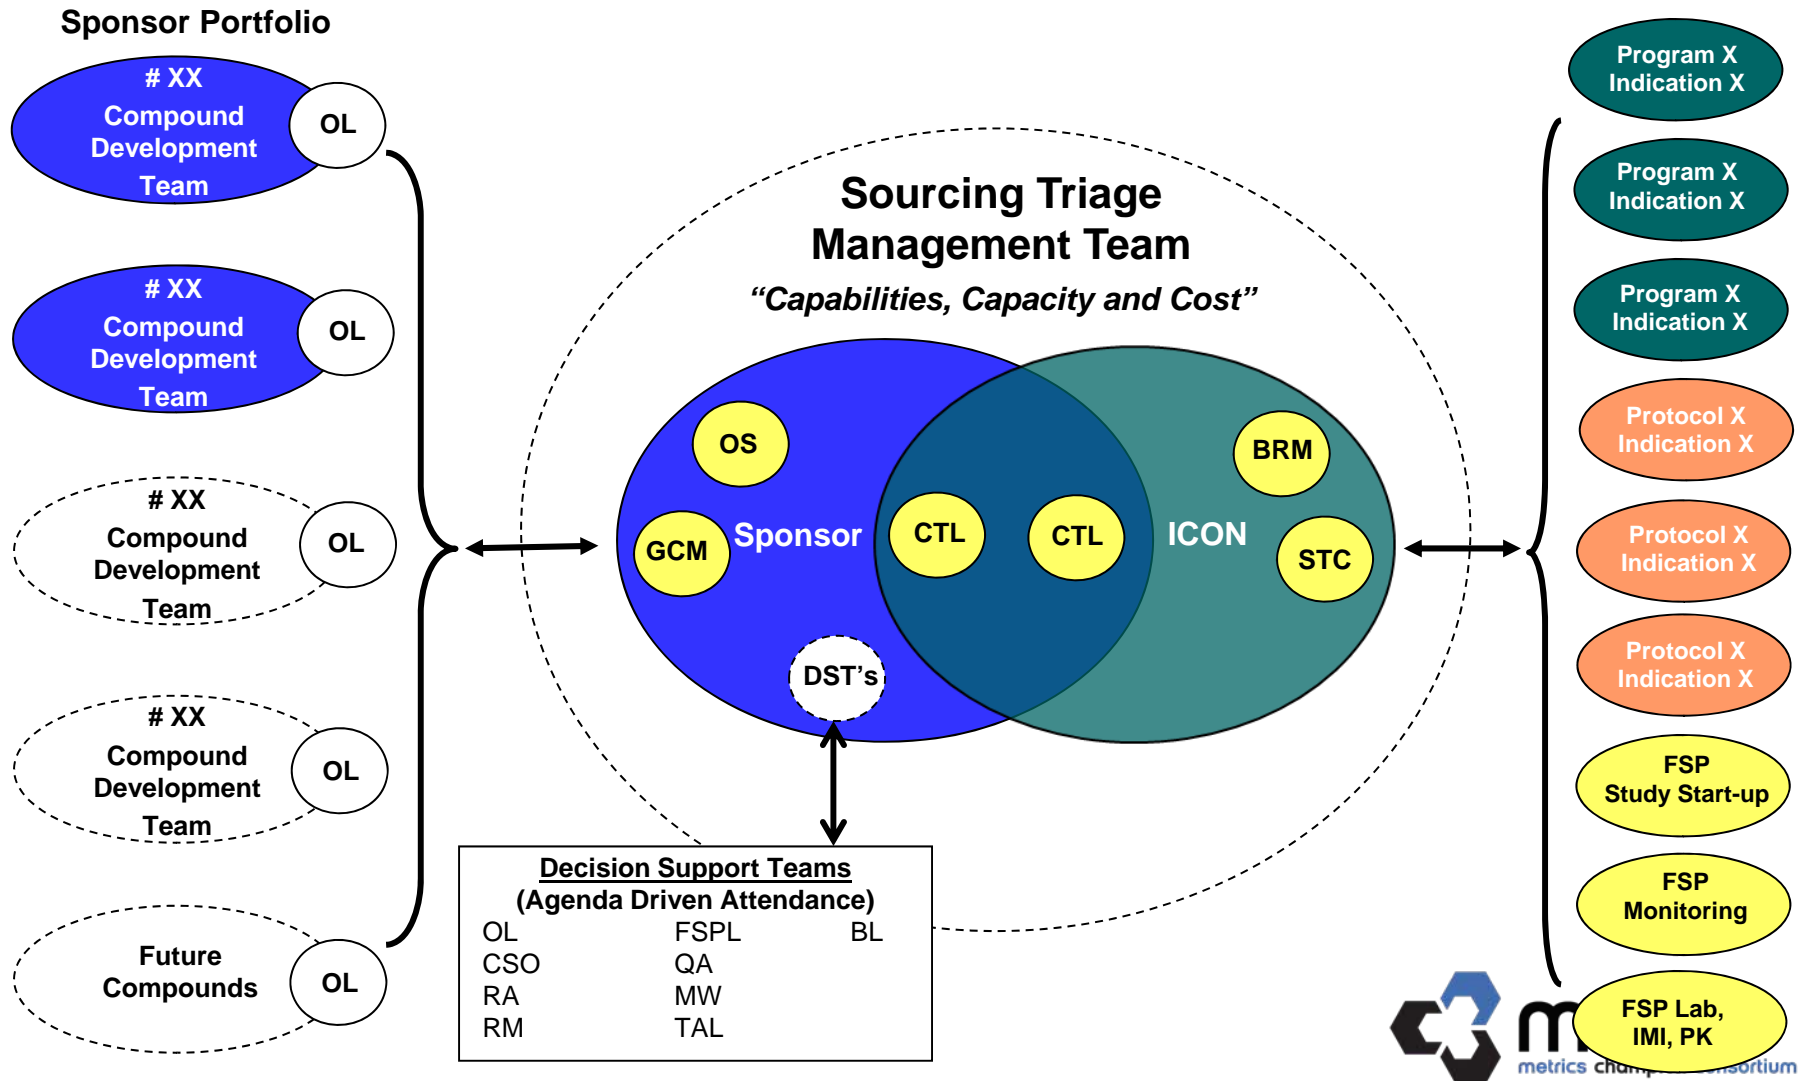 Sponsor Portfolio
# XX
Compound
Development
Team
OL
# XX
Compound
Development
Team
OL
# XX
Compound
Development
Team
OL
# XX
Compound
Development
Team
OL
Future
Compounds
OL
Sourcing Triage
Management Team
“Capabilities, Capacity and Cost”
OS
GCM
Sponsor
CTL
CTL
ICON
BRM
STC
DST’s
Decision Support Teams
(Agenda Driven Attendance)
OL FSPL BL
CSO QA
RA MW
RM TAL
Program X
Indication X
Program X
Indication X
Program X
Indication X
Protocol X
Indication X
Protocol X
Indication X
Protocol X
Indication X
FSP
Study Start-up
FSP
Monitoring
FSP Lab,
IMI, PK
metrics